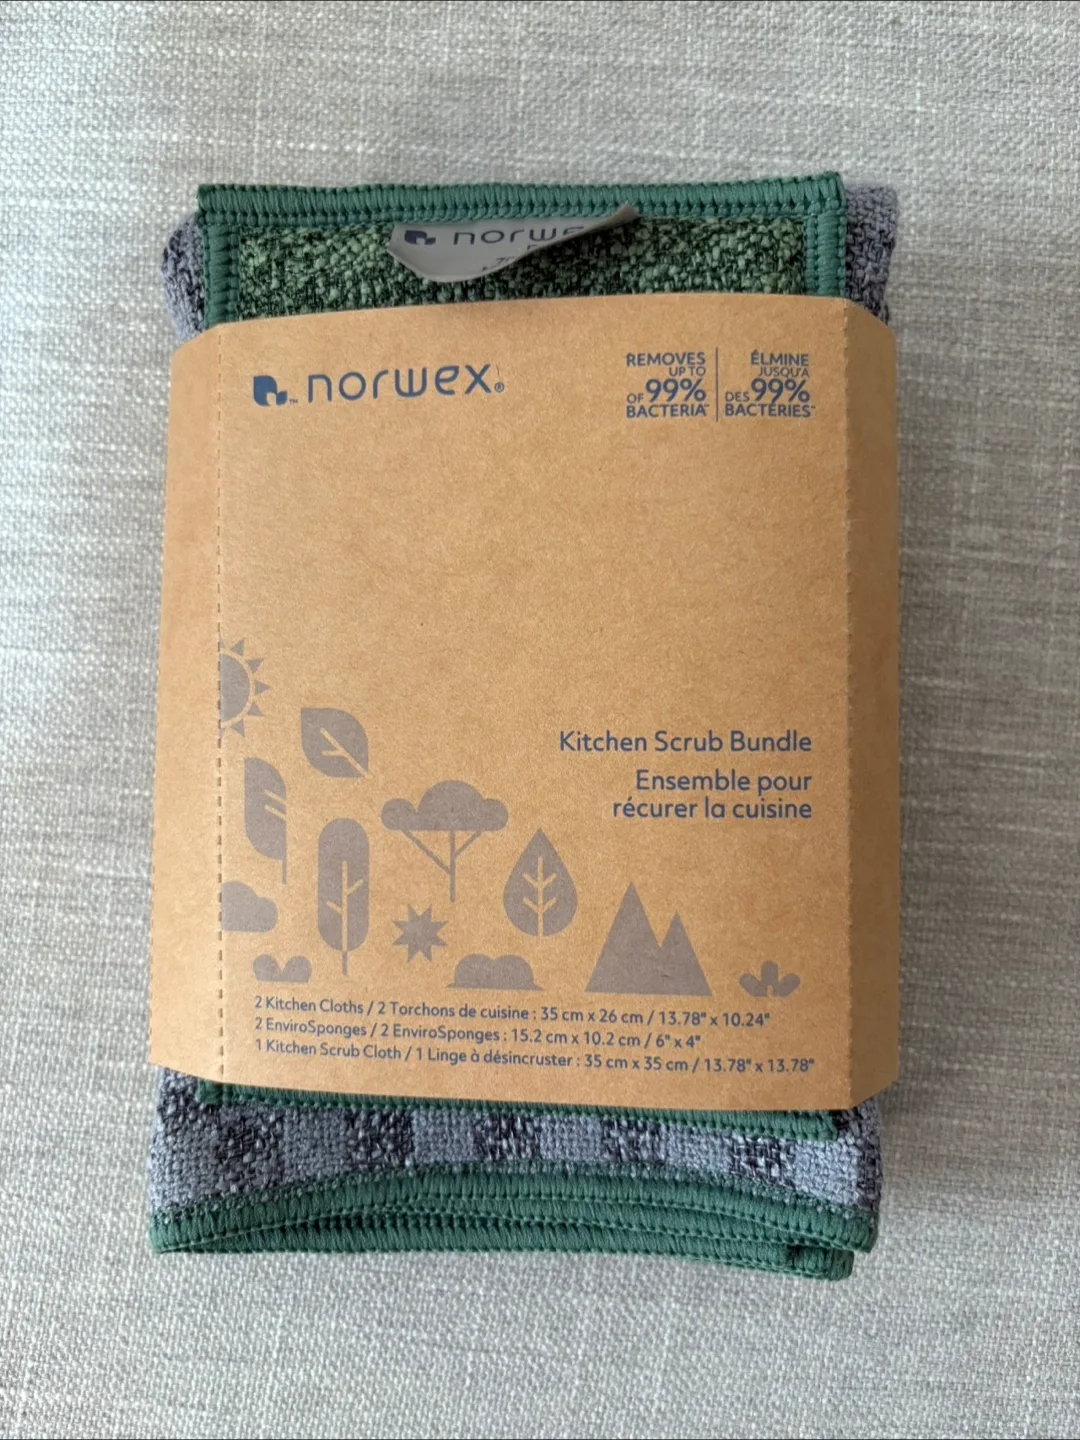 norwe
norwex®
REMOVES
UP TO
OF 99%
BACTERIA
ÉLMINE
JUSQU'À
DES 99%
BACTÉRIES
Kitchen Scrub Bundle
Ensemble pour
récurer la cuisine
2 Kitchen Cloths / 2 Torchons de cuisine : 35 cm x 26 cm / 13.78" x 10.24"
2 EnviroSponges / 2 EnviroSponges : 15.2 cm x 10.2 cm / 6" x 4"
1 Kitchen Scrub Cloth / 1 Linge à désincruster : 35 cm x 35 cm / 13.78" x 13.78"